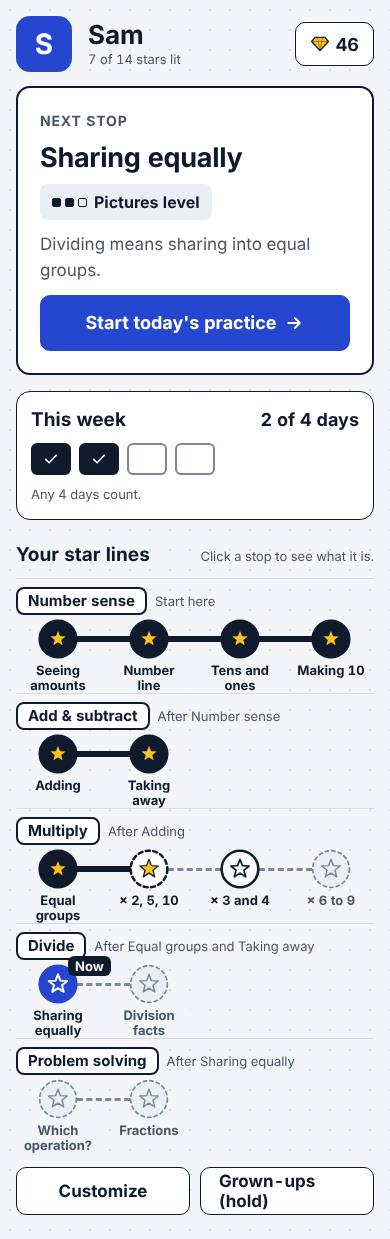 S
Sam
7 of 14 stars lit
46
NEXT STOP
Sharing equally
Pictures level
Dividing means sharing into equal
groups.
Start today's practice →
This week
2 of 4 days
Any 4 days count.
Your star lines
Click a stop to see what it is.
Number sense
Start here
Seeing
amounts
Number
line
Tens and
ones
Making 10
Add & subtract
After Number sense
Adding
Taking
away
Multiply
After Adding
Equal
groups
× 2, 5, 10
× 3 and 4
× 6 to 9
Divide
After Equal groups and Taking away
Now
Sharing
equally
Division
facts
Problem solving
After Sharing equally
Which
operation?
Fractions
Customize
Grown-ups
(hold)